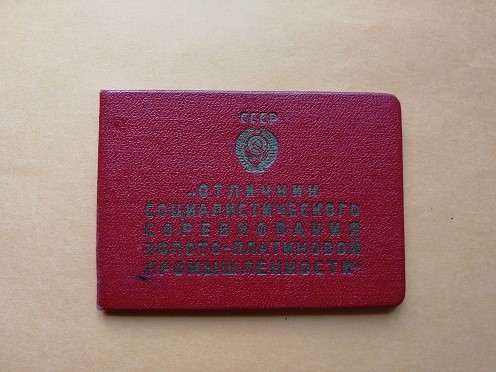 СССР
„ОТЛИЧНИК
СОЦИАЛИСТИЧЕСКОГО
СОРЕВНОВАНИЯ
ЗОЛОТО-ПЛАТИНОВОЙ
ПРОМЫШЛЕННОСТИ"